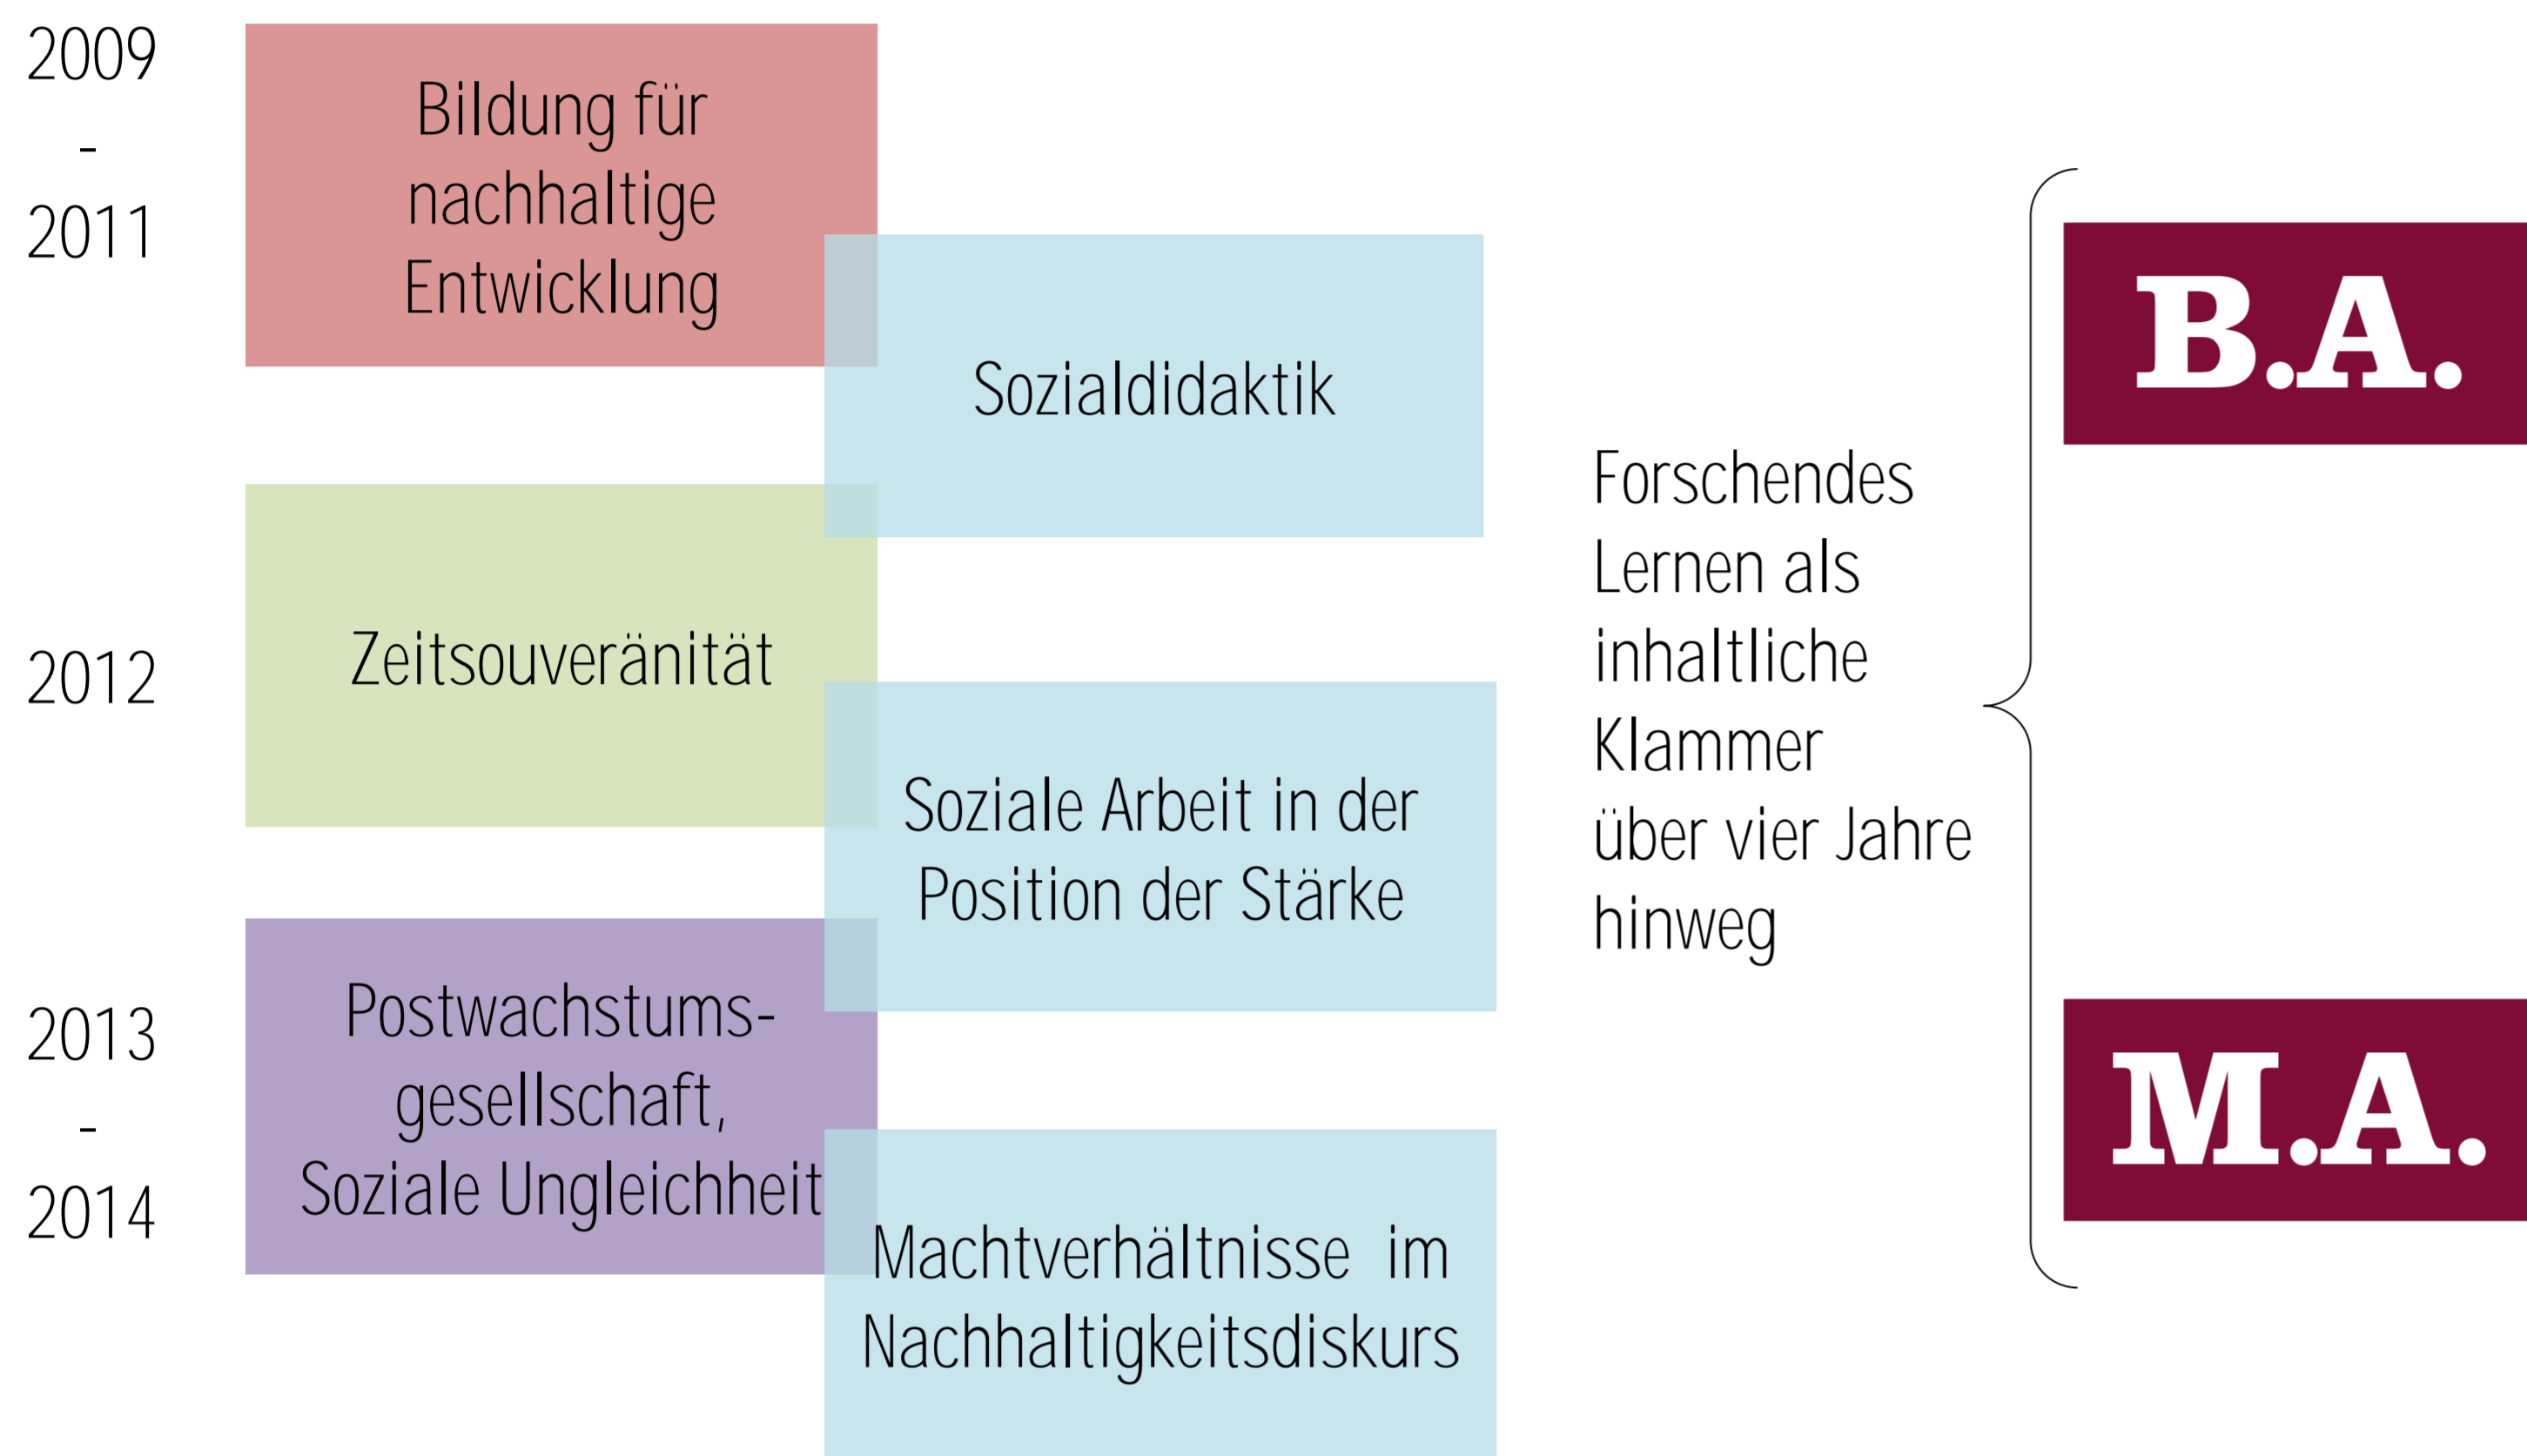 2009
-
2011
Bildung für
nachhaltige
Entwicklung
Sozialdidaktik
2012
Zeitsouveränität
Soziale Arbeit in der
Position der Stärke
2013
-
2014
Postwachstums-
gesellschaft,
Soziale Ungleichheit
Machtverhältnisse im
Nachhaltigkeitsdiskurs
Forschendes
Lernen als
inhaltliche
Klammer
über vier Jahre
hinweg
B.A.
M.A.